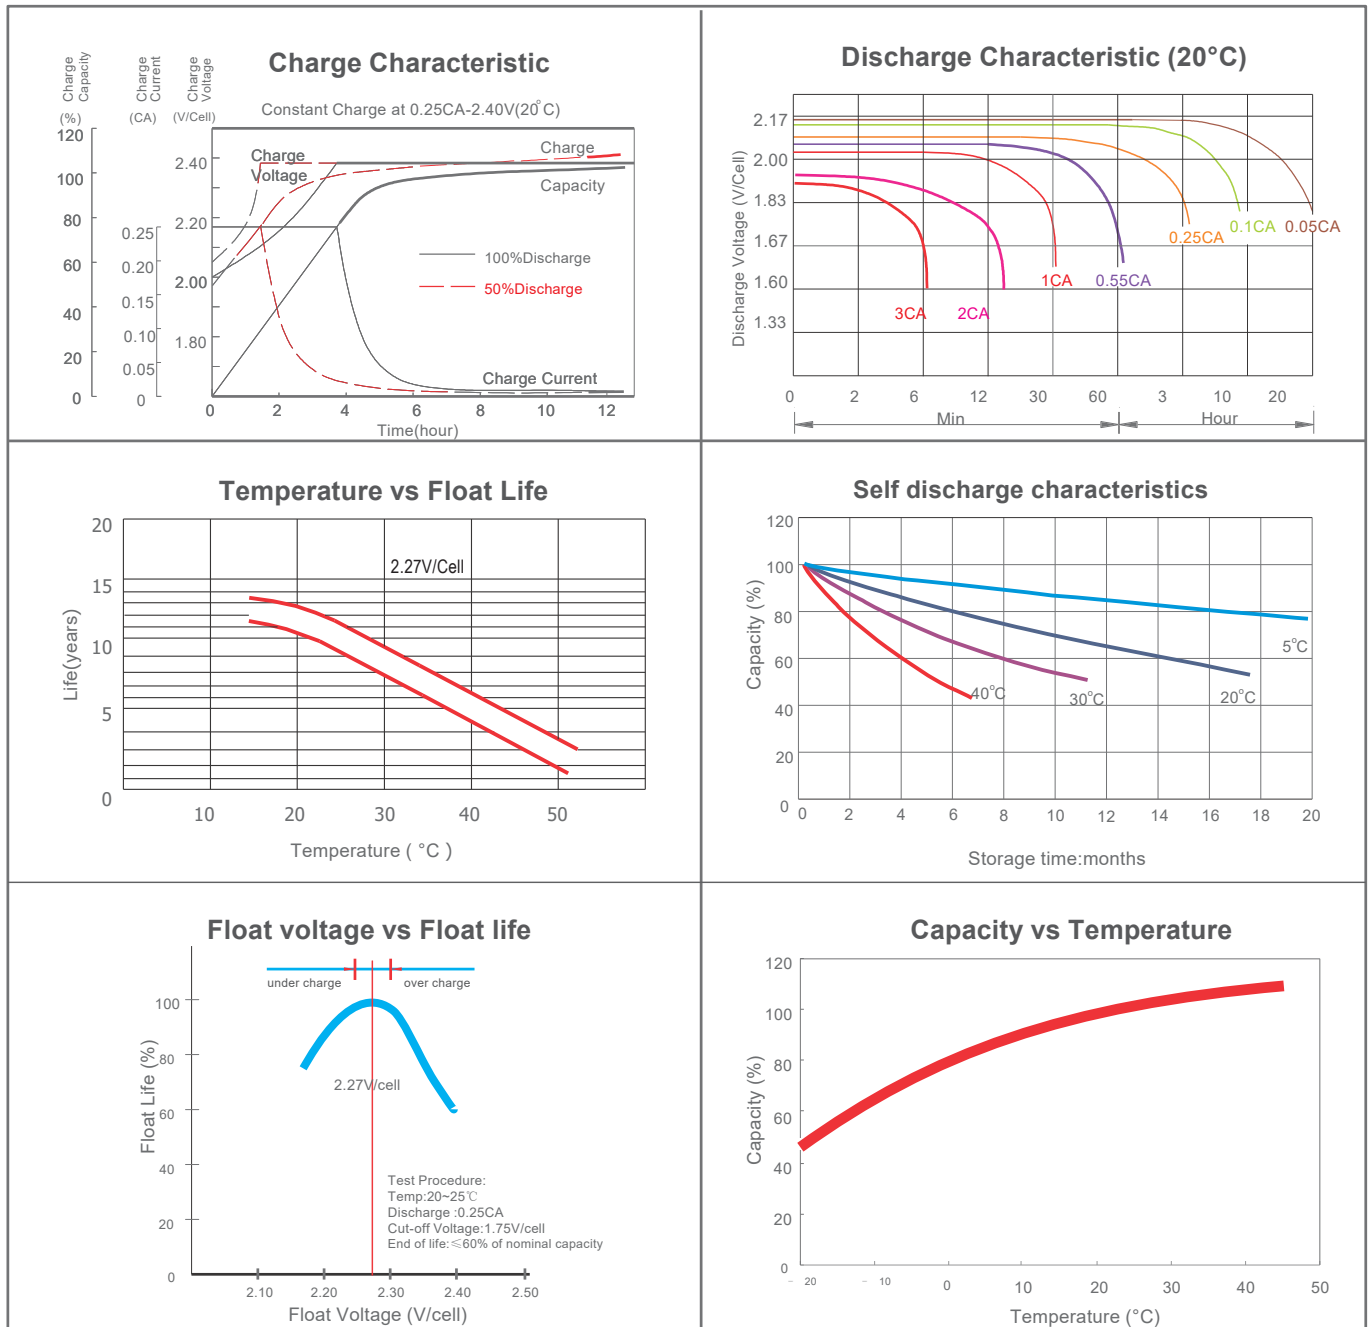 Charge Characteristic
Charge
Capacity
Charge
Current
Charge
Voltage
(%)
(CA)
(V/Cell)
Constant Charge at 0.25CA-2.40V(20°C)
120
100
80
60
40
20
0
0.25
0.20
0.15
0.10
0.05
0
2.40
2.20
2.00
1.80
Charge
Voltage
Charge
Capacity
100%Discharge
50%Discharge
Charge Current
0 2 4 6 8 10 12
Time(hour)
Discharge Characteristic (20°C)
Discharge Voltage (V/Cell)
2.17
2.00
1.83
1.67
1.60
1.33
3CA
2CA
1CA
0.55CA
0.25CA
0.1CA
0.05CA
0 2 6 12 30 60 3 10 20
Min Hour
Temperature vs Float Life
Life(years)
20
15
10
5
0
2.27V/Cell
10 20 30 40 50
Temperature ( °C )
Self discharge characteristics
Capacity (%)
120
100
80
60
40
20
0
5°C
40°C
30°C
20°C
0 2 4 6 8 10 12 14 16 18 20
Storage time:months
Float voltage vs Float life
under charge over charge
Float Life (%)
100
80
60
40
20
0
2.27V/cell
Test Procedure:
Temp:20~25℃
Discharge :0.25CA
Cut-off Voltage:1.75V/cell
End of life:≤60% of nominal capacity
2.10 2.20 2.30 2.40 2.50
Float Voltage (V/cell)
Capacity vs Temperature
Capacity (%)
120
100
80
60
40
0
− 20 − 10 0 10 20 30 40 50
Temperature (°C)